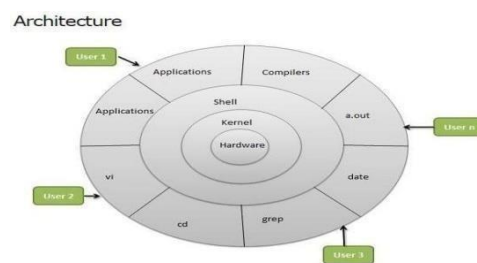 Architecture
User 1
Applications
Compilers
Applications
Shell
a.out
Kernel
User n
Hardware
vi
date
User 2
cd
grep
User 3